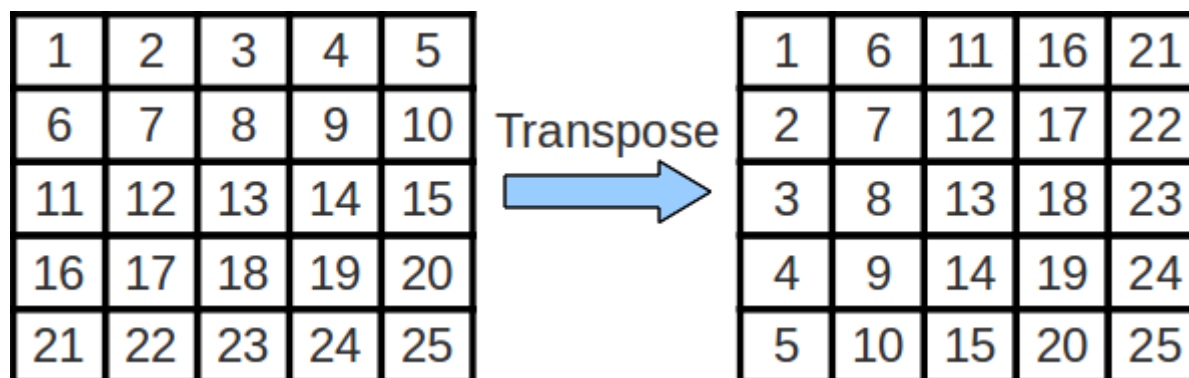 1 2 3 4 5 1 6 11 16 21
6 7 8 9 10 Transpose 2 7 12 17 22
11 12 13 14 15 3 8 13 18 23
16 17 18 19 20 4 9 14 19 24
21 22 23 24 25 5 10 15 20 25